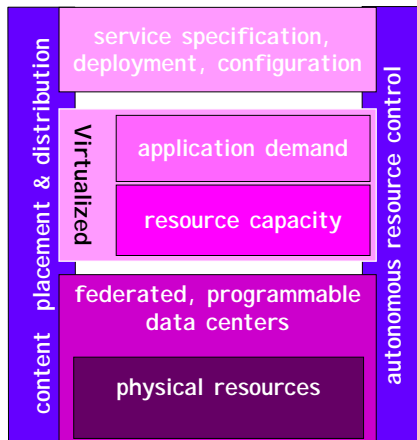 service specification,
deployment, configuration
content placement & distribution
Virtualized
application demand
resource capacity
autonomous resource control
federated, programmable
data centers
physical resources